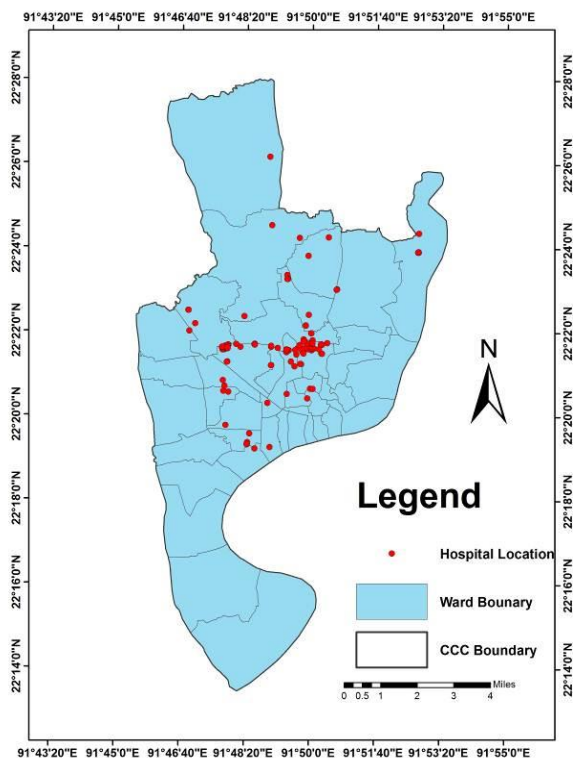 91°43'20"E 91°45'0"E 91°46'40"E 91°48'20"E 91°50'0"E 91°51'40"E 91°53'20"E 91°55'0"E
22°28'0"N 22°28'0"N
22°26'0"N 22°26'0"N
22°24'0"N 22°24'0"N
22°22'0"N 22°22'0"N
N
22°20'0"N 22°20'0"N
22°18'0"N 22°18'0"N
Legend
Hospital Location
22°16'0"N 22°16'0"N
Ward Bounary
CCC Boundary
22°14'0"N 22°14'0"N
Miles
0 0.5 1 2 3 4
91°43'20"E 91°45'0"E 91°46'40"E 91°48'20"E 91°50'0"E 91°51'40"E 91°53'20"E 91°55'0"E